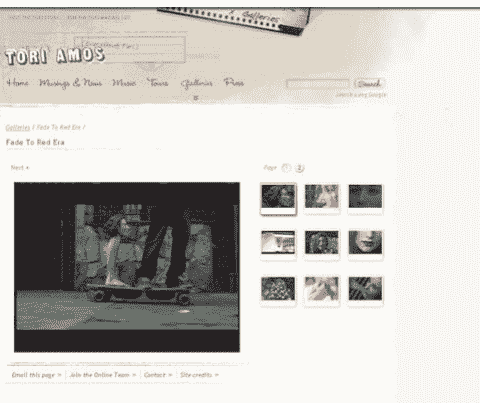 Galleries
TORI AMOS
Home Musings & News Music Tours Galleries Press
Search
Galleries / Fade To Red Era /
Fade To Red Era
Next »
Page 1 2
Email this page » Join the Online Team » Contact » Site credits »